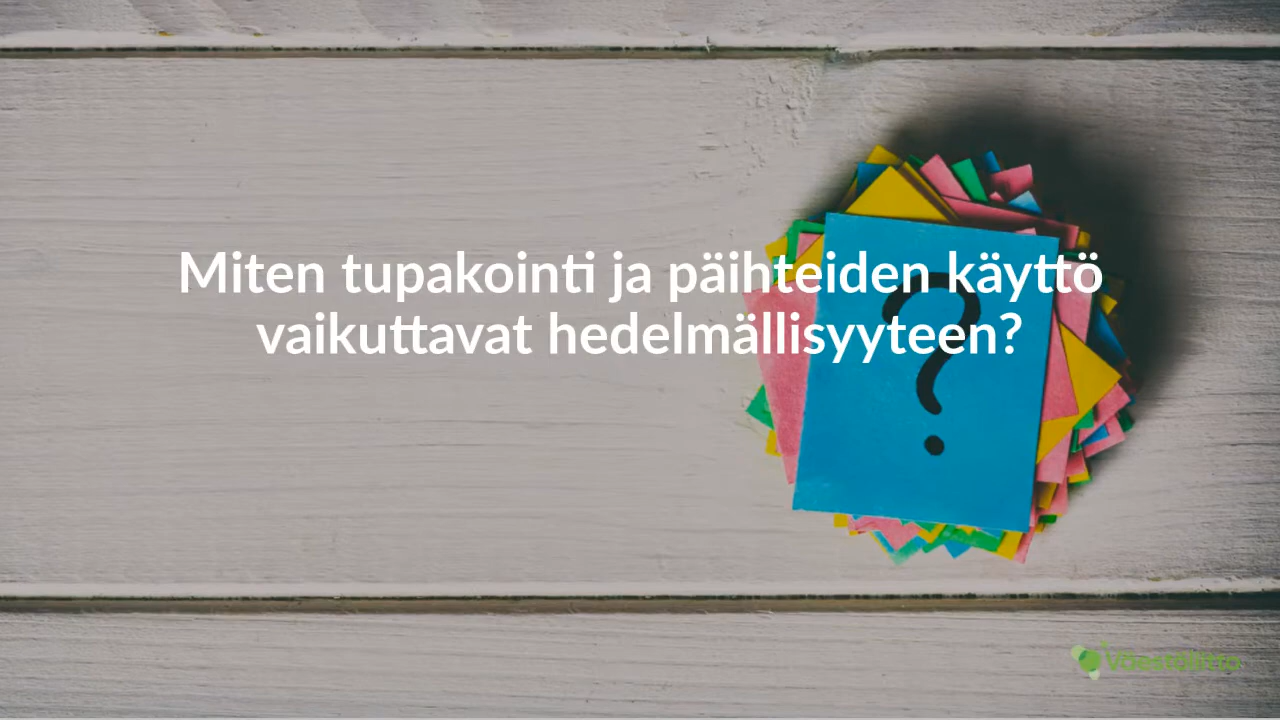 Miten tupakointi ja päihteiden käyttö
vaikuttavat hedelmällisyyteen?
?
Väestöliitto